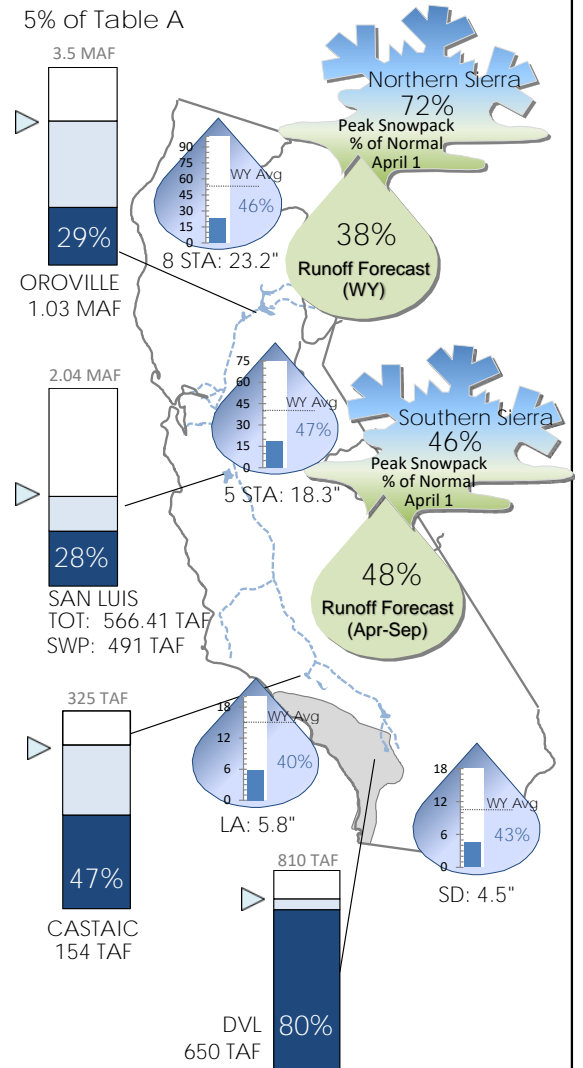 5% of Table A
3.5 MAF
29%
OROVILLE
1.03 MAF
90
75
60
45
30
15
0
WY Avg
46%
8 STA: 23.2"
Northern Sierra
72%
Peak Snowpack
% of Normal
April 1
38%
Runoff Forecast
(WY)
2.04 MAF
28%
SAN LUIS
TOT: 566.41 TAF
SWP: 491 TAF
75
60
45
30
15
0
WY Avg
47%
5 STA: 18.3"
Southern Sierra
46%
Peak Snowpack
% of Normal
April 1
48%
Runoff Forecast
(Apr-Sep)
325 TAF
47%
CASTAIC
154 TAF
18
12
6
0
WY Avg
40%
LA: 5.8"
18
12
6
0
WY Avg
43%
SD: 4.5"
810 TAF
80%
DVL
650 TAF